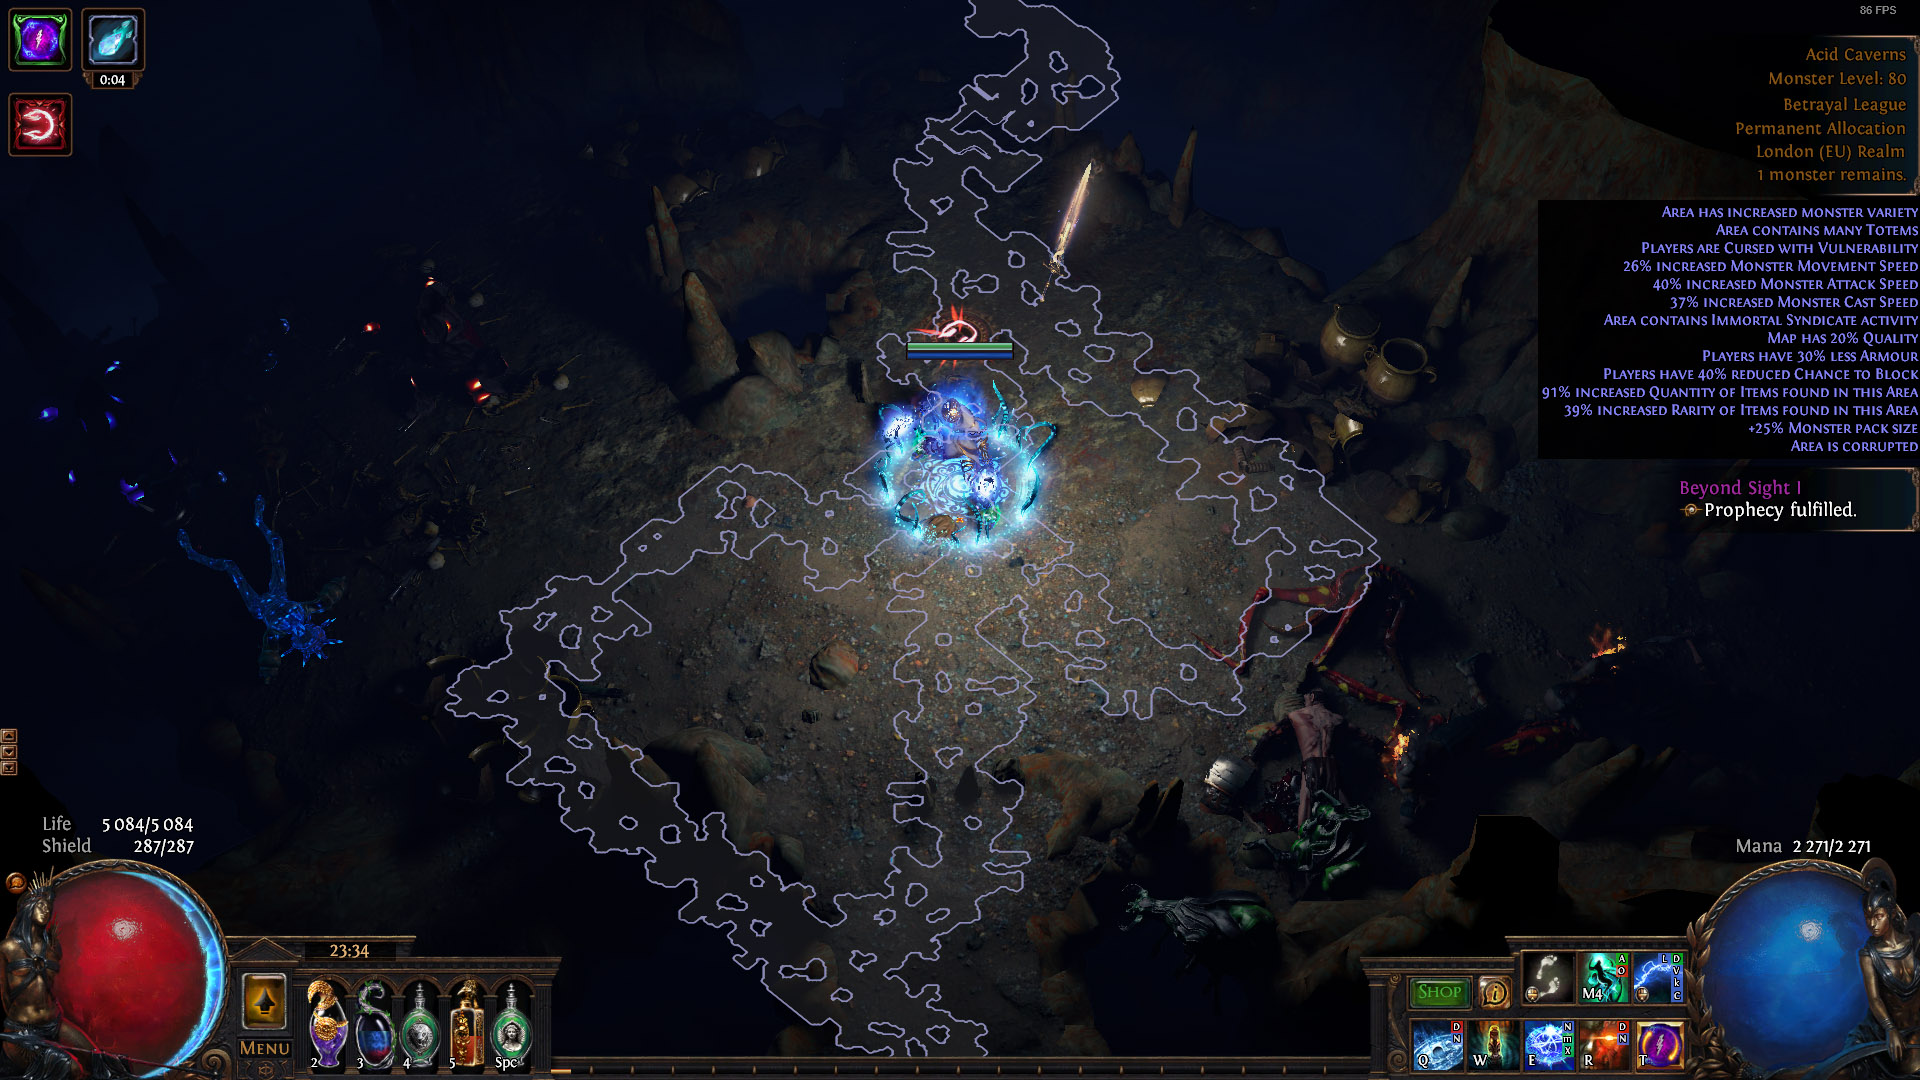 86 FPS
0:04
Acid Caverns
Monster Level: 80
Betrayal League
Permanent Allocation
London (EU) Realm
1 monster remains.
Area has increased monster variety
Area contains many Totems
Players are Cursed with Vulnerability
26% increased Monster Movement Speed
40% increased Monster Attack Speed
37% increased Monster Cast Speed
Area contains Immortal Syndicate activity
Map has 20% Quality
Players have 30% less Armour
Players have 40% reduced Chance to Block
91% increased Quantity of Items found in this Area
39% increased Rarity of Items found in this Area
+25% Monster pack size
Area is corrupted
Beyond Sight I
Prophecy fulfilled.
Life 5 084/5 084
Shield 287/287
Mana 2 271/2 271
23:34
Menu
2 3 4 5 Spc
Shop
M4 A O
L D V k C
Q D N
W
E N m X
R D N
T